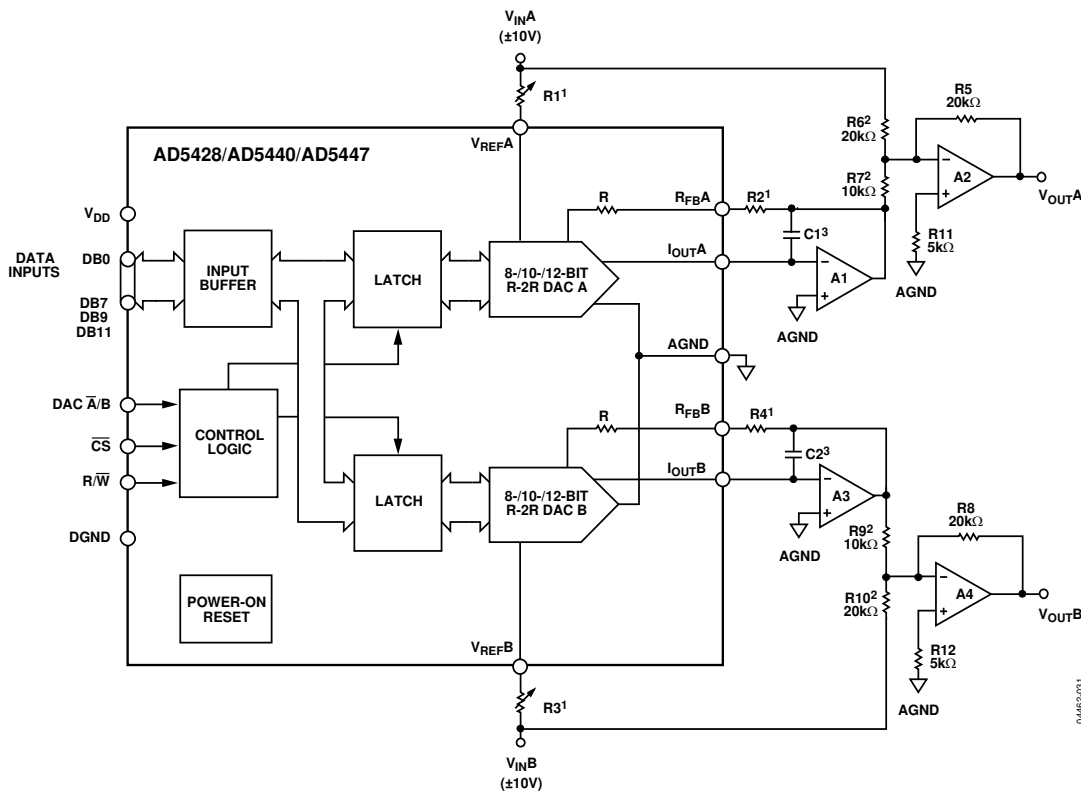 VINA
(±10V)
R1¹
R5
20kΩ
R6²
20kΩ
AD5428/AD5440/AD5447
VREFA
A2
VOUTA
R7²
10kΩ
R
RFBA
R2¹
VDD
C1³
R11
5kΩ
DATA
INPUTS
DB0
INPUT
BUFFER
LATCH
8-/10-/12-BIT
R-2R DAC A
IOUTA
A1
AGND
DB7
DB9
DB11
AGND
AGND
DAC A̅/B
CONTROL
LOGIC
R
RFBB
R4¹
C̅S̅
C2³
R/W̅
LATCH
8-/10-/12-BIT
R-2R DAC B
IOUTB
A3
R8
20kΩ
AGND
R9²
10kΩ
DGND
A4
VOUTB
R10²
20kΩ
POWER-ON
RESET
VREFB
R12
5kΩ
R3¹
AGND
VINB
(±10V)
04462-031